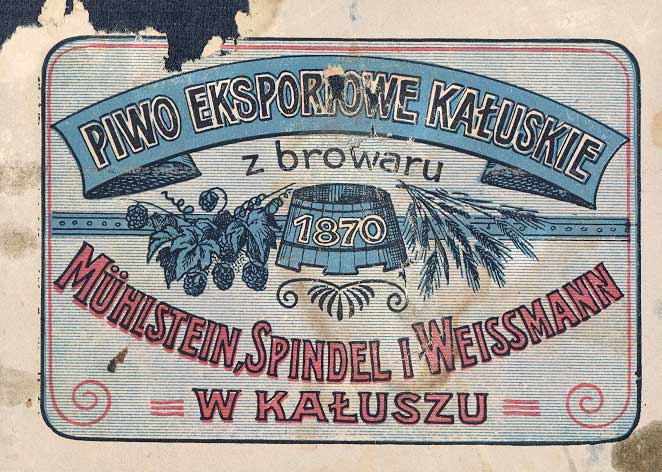 PIWO EKSPORTOWE KAŁUSKIE
z browaru
1870
MÜHLSTEIN, SPINDEL I WEISSMANN
W KAŁUSZU